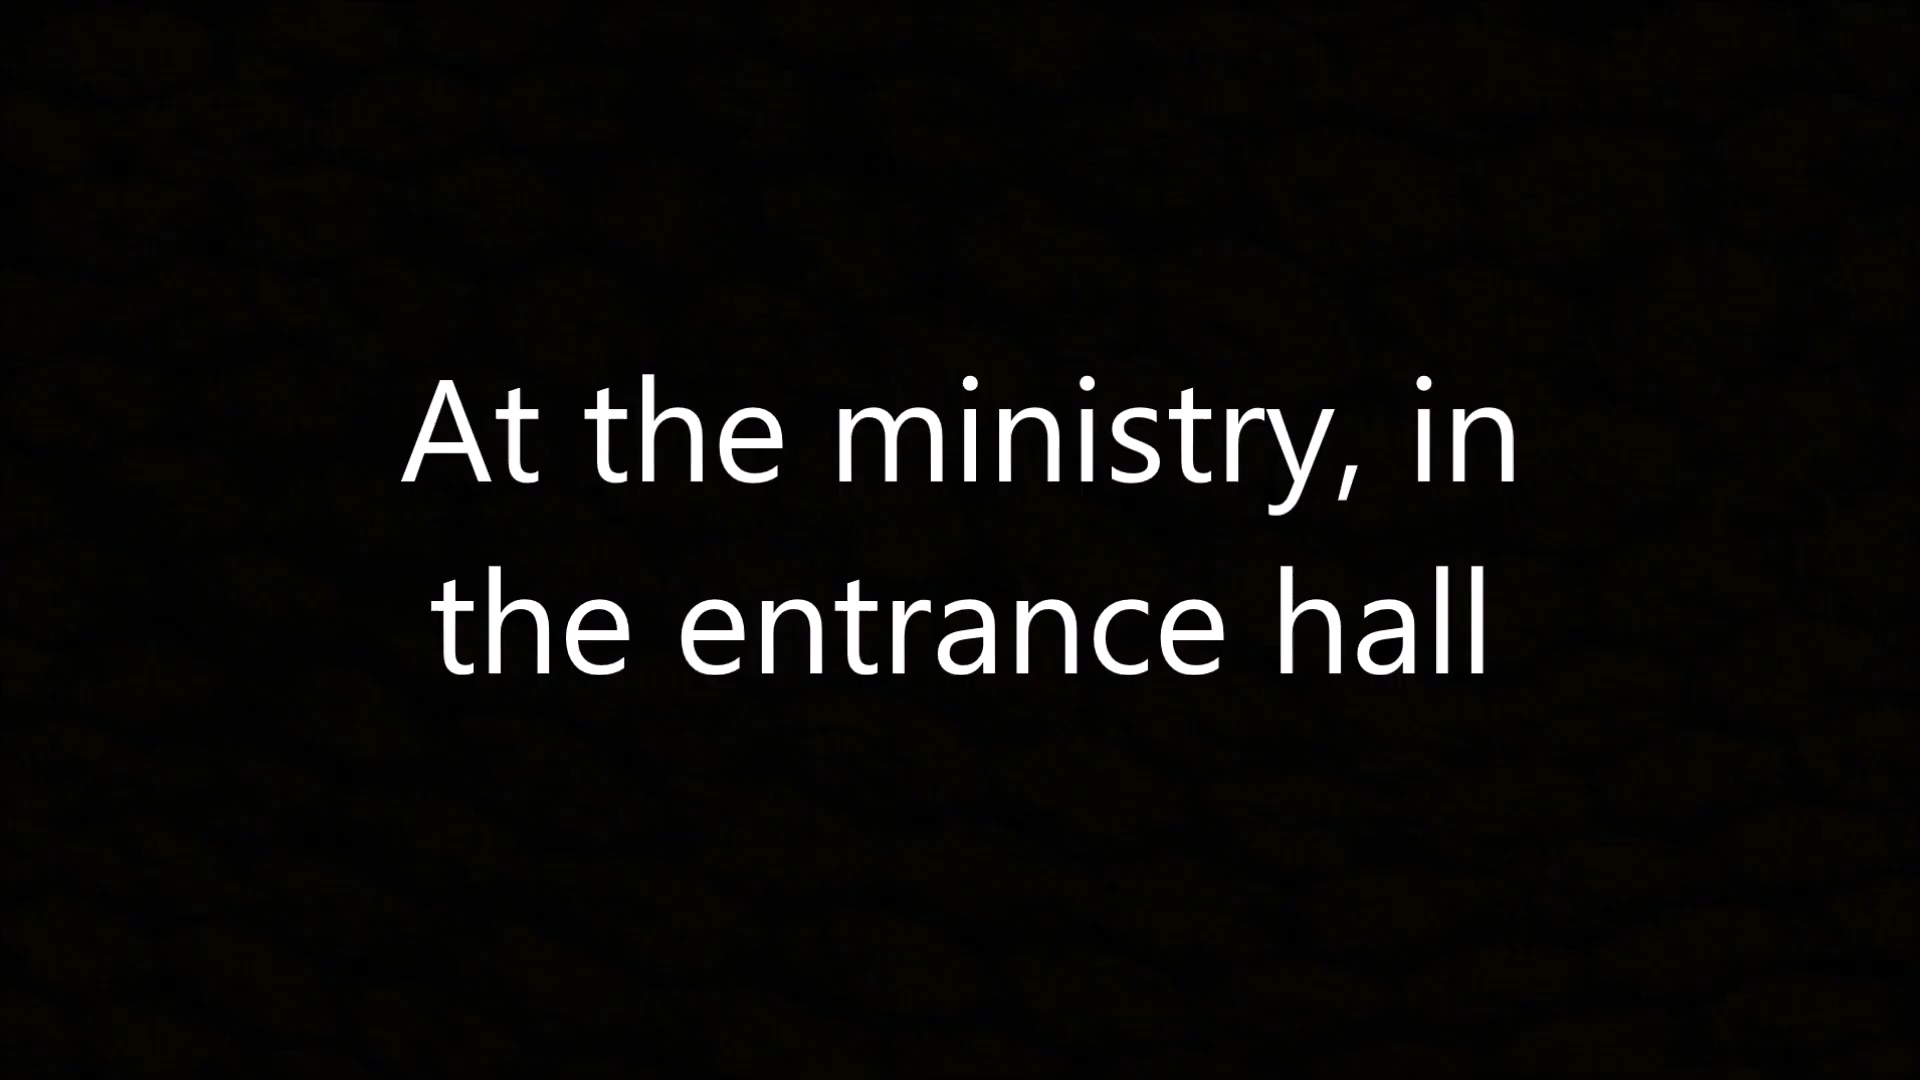 At the ministry, in
the entrance hall